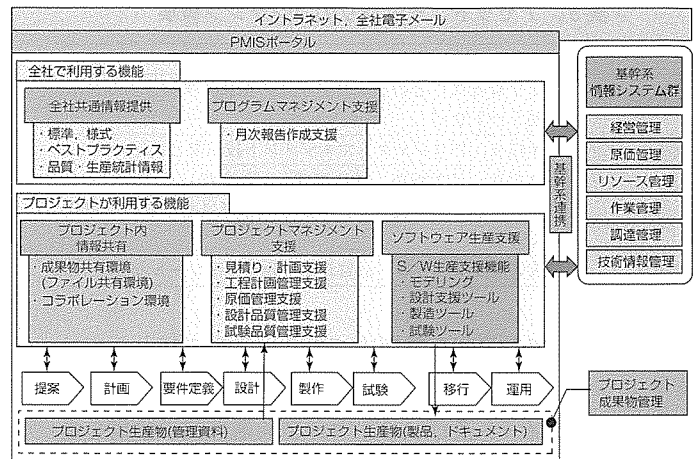 イントラネット，全社電子メール
PMISポータル
全社で利用する機能
全社共通情報提供
・標準，様式
・ベストプラクティス
・品質・生産統計情報
プログラムマネジメント支援
・月次報告作成支援
基幹系
情報システム群
経営管理
原価管理
リソース管理
作業管理
調達管理
技術情報管理
基幹系連携
プロジェクトが利用する機能
プロジェクト内
情報共有
・成果物共有環境
(ファイル共有環境)
・コラボレーション環境
プロジェクトマネジメント
支援
・見積り・計画支援
・工程計画管理支援
・原価管理支援
・設計品質管理支援
・試験品質管理支援
ソフトウェア生産支援
S／W生産支援機能
・モデリング
・設計支援ツール
・製造ツール
・試験ツール
提案
計画
要件定義
設計
製作
試験
移行
運用
プロジェクト生産物(管理資料)
プロジェクト生産物(製品，ドキュメント)
プロジェクト
成果物管理